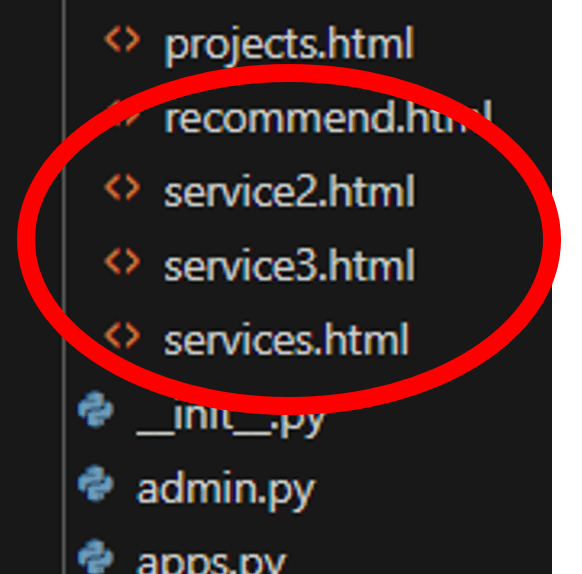 projects.html
recommend.html
service2.html
service3.html
services.html
__init__.py
admin.py
apps.py